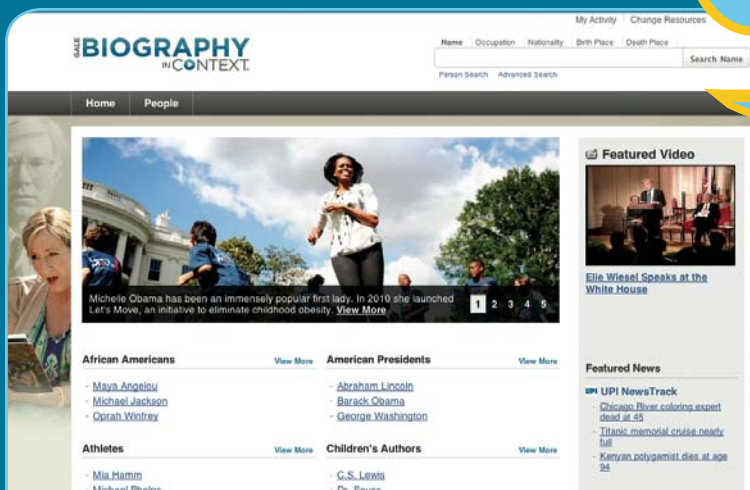 My Activity Change Resources
GALE
BIOGRAPHY
IN CONTEXT
Name Occupation Nationality Birth Place Death Place
Search Name
Person Search Advanced Search
Home People
Michelle Obama has been an immensely popular first lady. In 2010 she launched
Let's Move, an initiative to eliminate childhood obesity. View More
1 2 3 4 5
Featured Video
Elie Wiesel Speaks at the
White House
African Americans View More
- Maya Angelou
- Michael Jackson
- Oprah Winfrey
American Presidents View More
- Abraham Lincoln
- Barack Obama
- George Washington
Athletes View More
- Mia Hamm
- Michael Phelps
Children's Authors View More
- C.S. Lewis
- Dr. Seuss
Featured News
UPI UPI NewsTrack
- Chicago River coloring expert
dead at 45
- Titanic memorial cruise nearly
full
- Kenyan polygamist dies at age
94